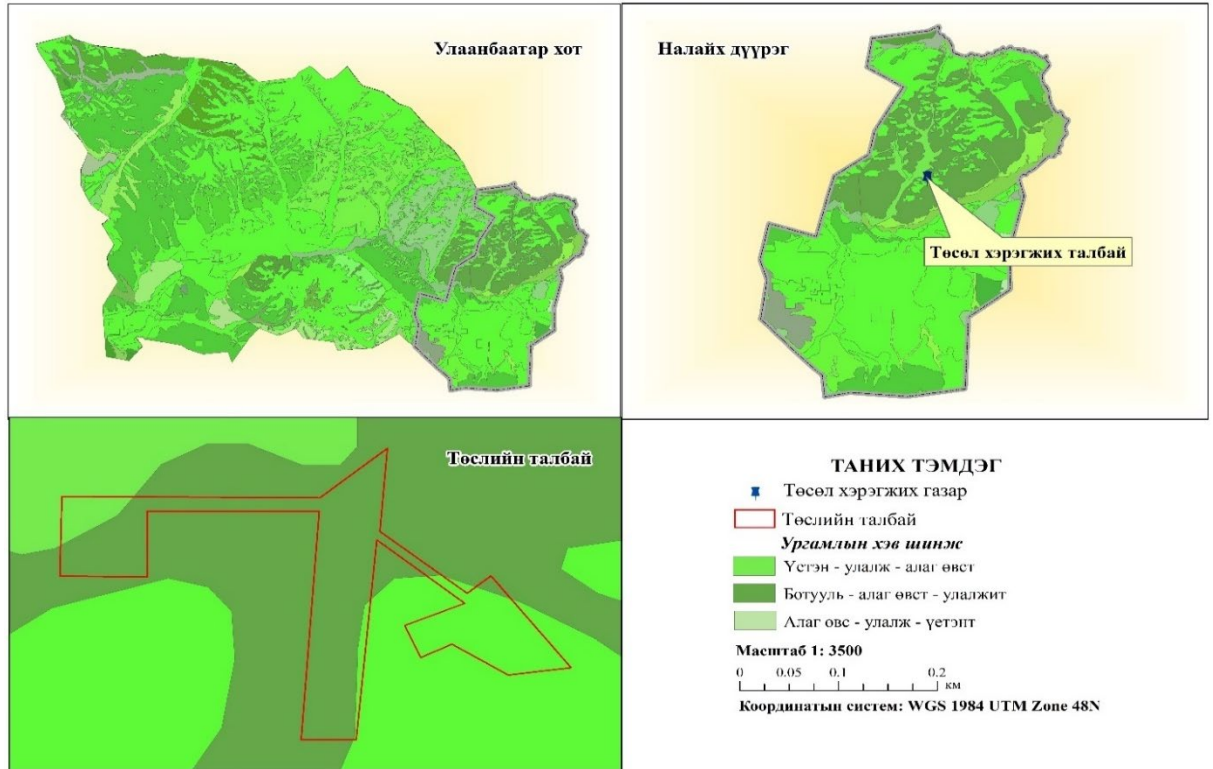 Улаанбаатар хот
Налайх дүүрэг
Төсөл хэрэгжих талбай
Төслийн талбай
ТАНИХ ТЭМДЭГ
Төсөл хэрэгжих газар
Төслийн талбай
Ургамлын хэв шинж
Үетэн - улалж - алаг өвст
Ботууль - алаг өвст - улалжит
Алаг өвс - улалж - үетэнт
Масштаб 1: 3500
0 0.05 0.1 0.2
км
Координатын систем: WGS 1984 UTM Zone 48N